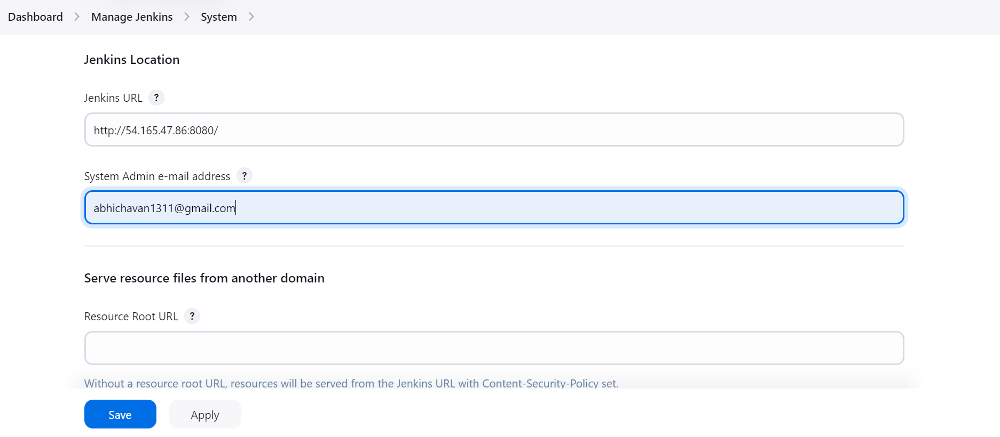 Dashboard > Manage Jenkins > System >
Jenkins Location
Jenkins URL ?
http://54.165.47.86:8080/
System Admin e-mail address ?
abhichavan1311@gmail.com
Serve resource files from another domain
Resource Root URL ?
Without a resource root URL, resources will be served from the Jenkins URL with Content-Security-Policy set.
Save Apply